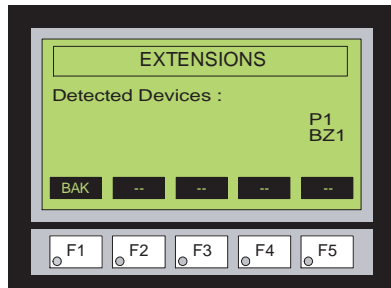 EXTENSIONS
Detected Devices :
P1
BZ1
BAK -- -- -- --
F1 F2 F3 F4 F5